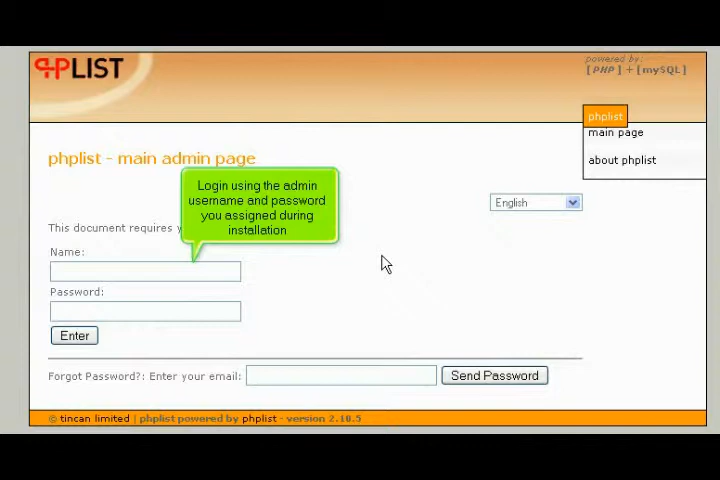 PHPLIST
powered by:
[PHP] + [mySQL]
phplist
main page
about phplist
phplist - main admin page
Login using the admin
username and password
you assigned during
installation
English
This document requires y
Name:
Password:
Enter
Forgot Password?: Enter your email:
Send Password
© tincan limited | phplist powered by phplist - version 2.10.5